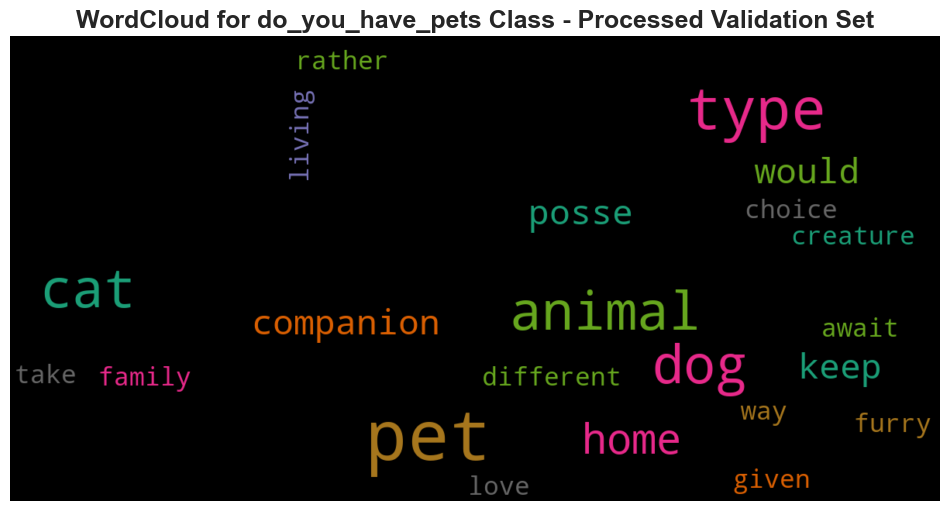 WordCloud for do_you_have_pets Class - Processed Validation Set
rather
living
type
would
posse
choice
creature
cat
companion
animal
await
take
family
different
dog
keep
pet
home
way
furry
love
given